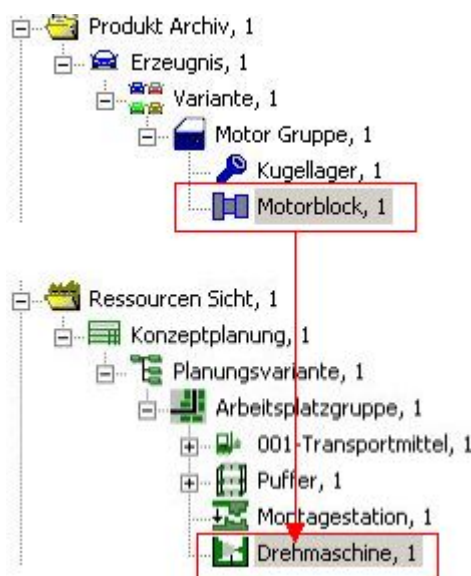 Produkt Archiv, 1
Erzeugnis, 1
Variante, 1
Motor Gruppe, 1
Kugellager, 1
Motorblock, 1
Ressourcen Sicht, 1
Konzeptplanung, 1
Planungsvariante, 1
Arbeitsplatzgruppe, 1
001-Transportmittel, 1
Puffer, 1
Montagestation, 1
Drehmaschine, 1